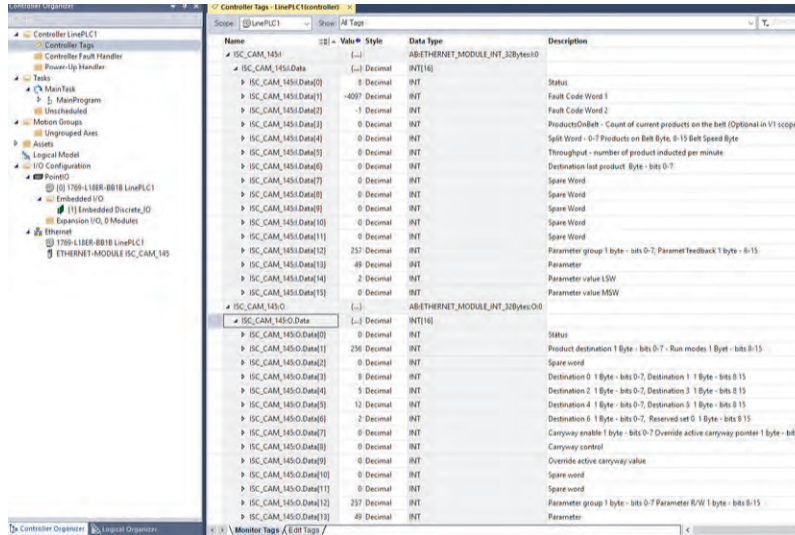 Controller Organizer
Controller Tags - LinePLC1(controller)
Scope: LinePLC1 Show: All Tags
Controller LinePLC1
Controller Tags
Controller Fault Handler
Power-Up Handler
Tasks
MainTask
MainProgram
Unscheduled
Motion Groups
Ungrouped Axes
Assets
Logical Model
I/O Configuration
PointIO
[0] 1769-L18ER-BB1B LinePLC1
Embedded I/O
[1] Embedded Discrete_IO
Expansion I/O, 0 Modules
Ethernet
1769-L18ER-BB1B LinePLC1
ETHERNET-MODULE ISC_CAM_145
Name Value Style Data Type Description
ISC_CAM_145:I {...} AB:ETHERNET_MODULE_INT_32Bytes:I:0
ISC_CAM_145:I.Data {...} Decimal INT[16]
ISC_CAM_145:I.Data[0] 8 Decimal INT Status
ISC_CAM_145:I.Data[1] -4097 Decimal INT Fault Code Word 1
ISC_CAM_145:I.Data[2] -1 Decimal INT Fault Code Word 2
ISC_CAM_145:I.Data[3] 0 Decimal INT ProductsOnBelt - Count of current products on the belt (Optional in V1 scope
ISC_CAM_145:I.Data[4] 0 Decimal INT Split Word - 0-7 Products on Belt Byte, 8-15 Belt Speed Byte
ISC_CAM_145:I.Data[5] 0 Decimal INT Throughput - number of product inducted per minute
ISC_CAM_145:I.Data[6] 0 Decimal INT Destination last product Byte - bits 0-7
ISC_CAM_145:I.Data[7] 0 Decimal INT Spare Word
ISC_CAM_145:I.Data[8] 0 Decimal INT Spare Word
ISC_CAM_145:I.Data[9] 0 Decimal INT Spare Word
ISC_CAM_145:I.Data[10] 0 Decimal INT Spare Word
ISC_CAM_145:I.Data[11] 0 Decimal INT Spare Word
ISC_CAM_145:I.Data[12] 257 Decimal INT Parameter group 1 byte - bits 0-7, Paramet feedback 1 byte - 8-15
ISC_CAM_145:I.Data[13] 49 Decimal INT Parameter
ISC_CAM_145:I.Data[14] 2 Decimal INT Parameter value LSW
ISC_CAM_145:I.Data[15] 0 Decimal INT Parameter value MSW
ISC_CAM_145:O {...} AB:ETHERNET_MODULE_INT_32Bytes:O:0
ISC_CAM_145:O.Data {...} Decimal INT[16]
ISC_CAM_145:O.Data[0] 0 Decimal INT Status
ISC_CAM_145:O.Data[1] 256 Decimal INT Product destination 1 Byte - bits 0-7 - Run modes 1 Byet - bits 8-15
ISC_CAM_145:O.Data[2] 0 Decimal INT Spare word
ISC_CAM_145:O.Data[3] 8 Decimal INT Destination 0 1 Byte - bits 0-7, Destination 1 1 Byte - bits 8 15
ISC_CAM_145:O.Data[4] 5 Decimal INT Destination 2 1 Byte - bits 0-7, Destination 3 1 Byte - bits 8 15
ISC_CAM_145:O.Data[5] 12 Decimal INT Destination 4 1 Byte - bits 0-7, Destination 5 1 Byte - bits 8 15
ISC_CAM_145:O.Data[6] 2 Decimal INT Destination 6 1 Byte - bits 0-7, Reserved set 0 1 Byte - bits 8 15
ISC_CAM_145:O.Data[7] 0 Decimal INT Carryway enable 1 byte - bits 0-7 Override active carryway pointer 1 byte - bit
ISC_CAM_145:O.Data[8] 0 Decimal INT Carryway control
ISC_CAM_145:O.Data[9] 0 Decimal INT Override active carryway value
ISC_CAM_145:O.Data[10] 0 Decimal INT Spare word
ISC_CAM_145:O.Data[11] 0 Decimal INT Spare word
ISC_CAM_145:O.Data[12] 257 Decimal INT Parameter group 1 byte - bits 0-7 Parameter R/W 1 byte - bits 8-15
ISC_CAM_145:O.Data[13] 49 Decimal INT Parameter
Controller Organizer Logical Organizer
Monitor Tags Edit Tags